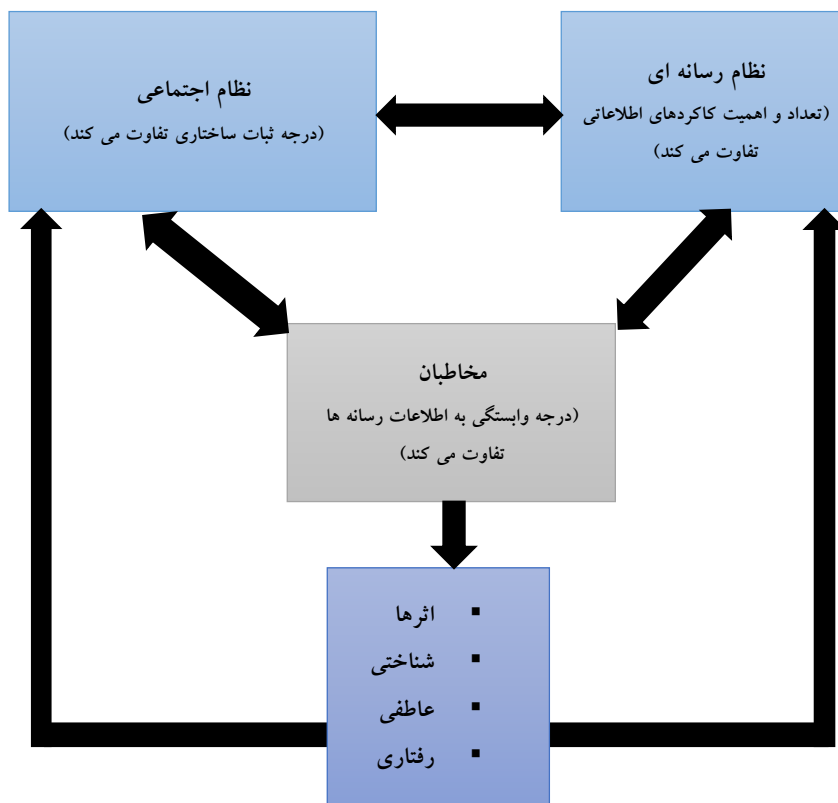 نظام رسانه ای
(تعداد و اهمیت کاکردهای اطلاعاتی
تفاوت می کند)
نظام اجتماعی
(درجه ثبات ساختاری تفاوت می کند)
مخاطبان
(درجه وابستگی به اطلاعات رسانه ها
تفاوت می کند)
▪ اثرها
▪ شناختی
▪ عاطفی
▪ رفتاری